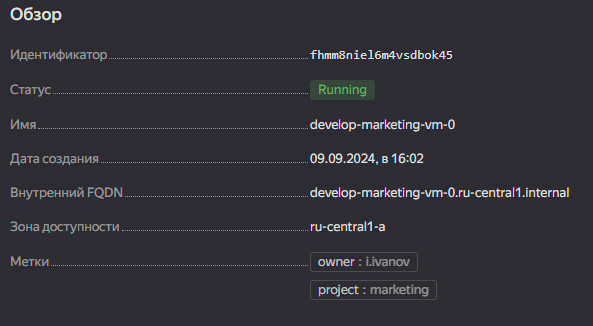 Обзор
Идентификатор fhmm8niel6m4vsdbok45
Статус Running
Имя develop-marketing-vm-0
Дата создания 09.09.2024, в 16:02
Внутренний FQDN develop-marketing-vm-0.ru-central1.internal
Зона доступности ru-central1-a
Метки owner : i.ivanov
project : marketing